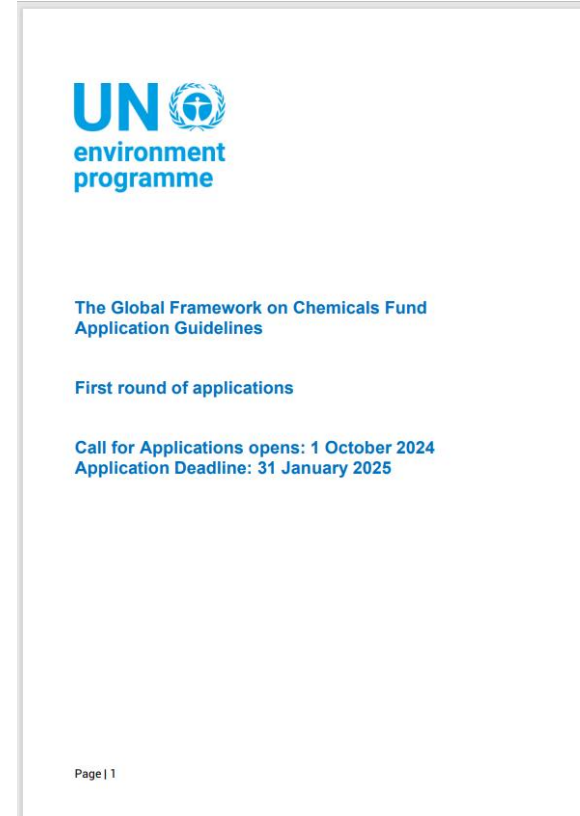 UN
environment
programme
The Global Framework on Chemicals Fund
Application Guidelines
First round of applications
Call for Applications opens: 1 October 2024
Application Deadline: 31 January 2025
Page | 1